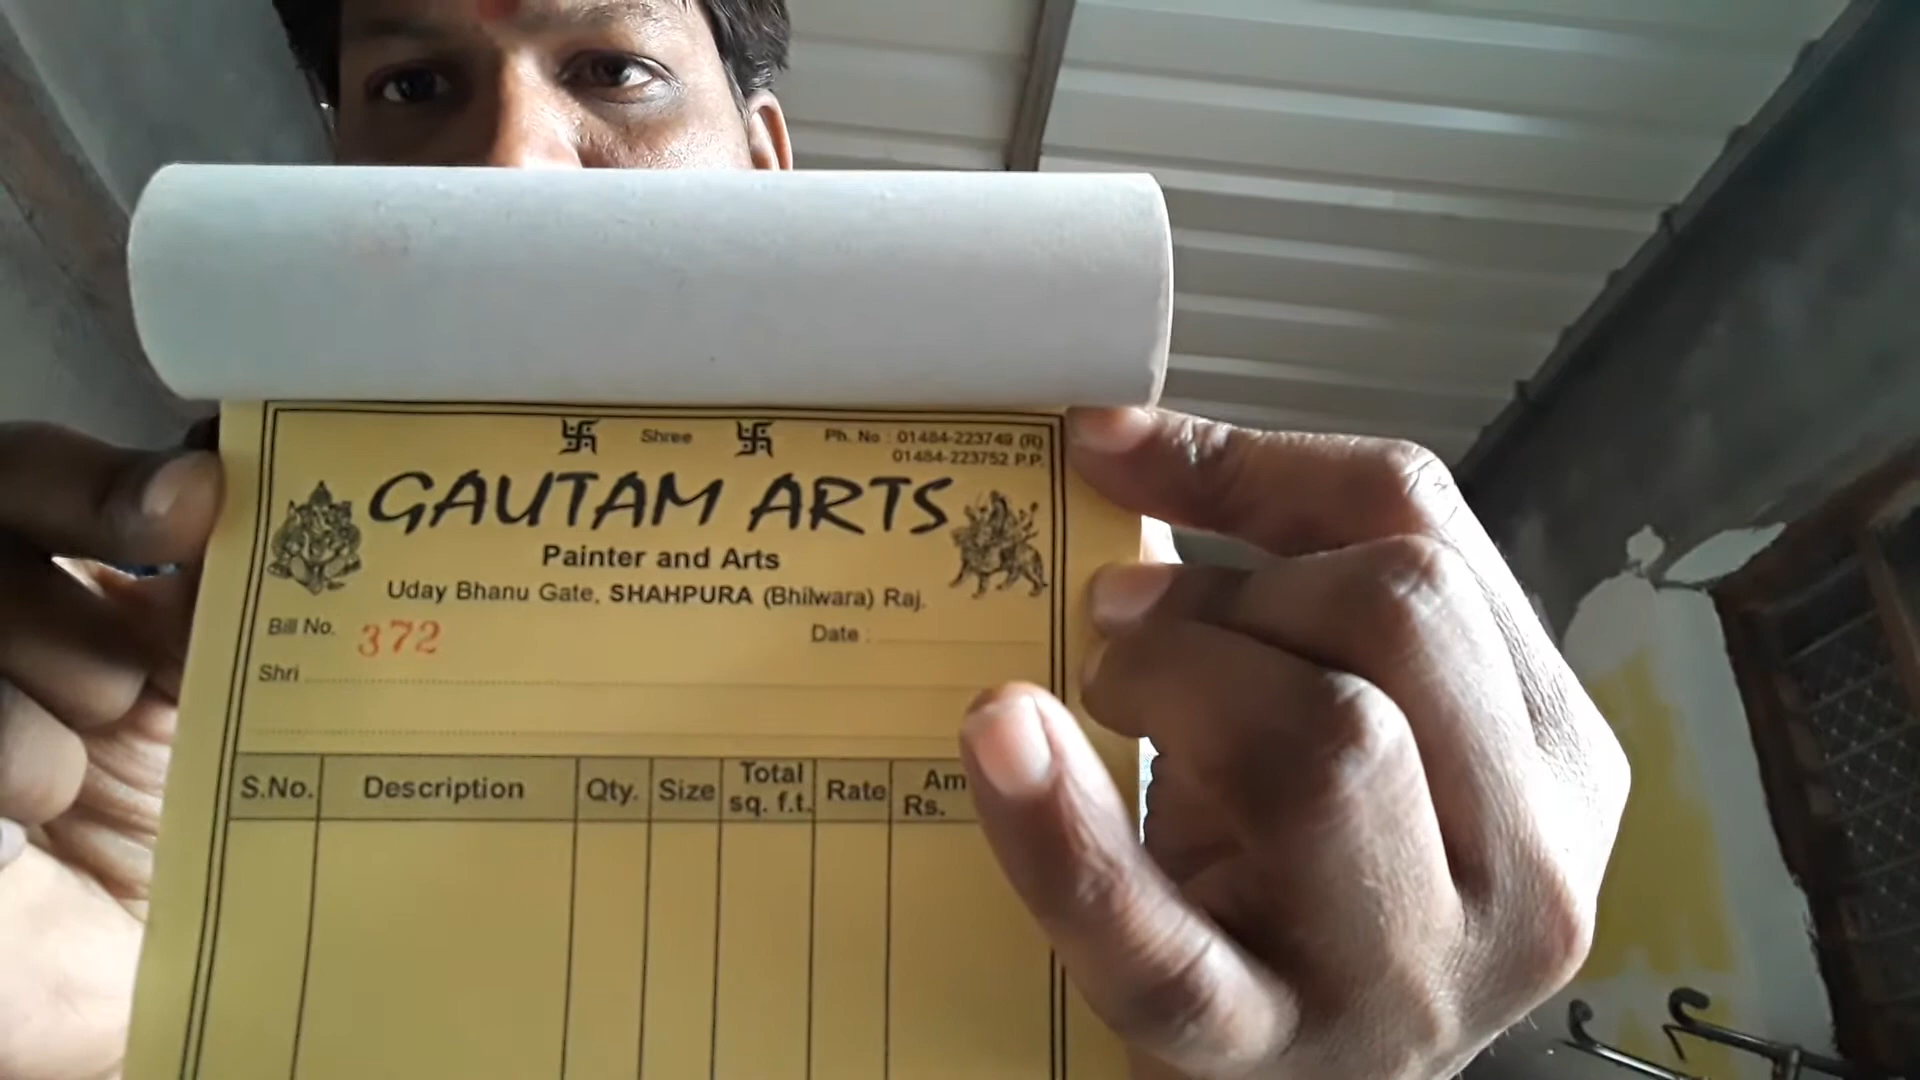 Shree
Ph. No : 01484-223749 (R)
01484-223752 P.P.
GAUTAM ARTS
Painter and Arts
Uday Bhanu Gate, SHAHPURA (Bhilwara) Raj.
Bill No. 372 Date :
Shri
S.No. Description Qty. Size Total sq. f.t. Rate Am
Rs.